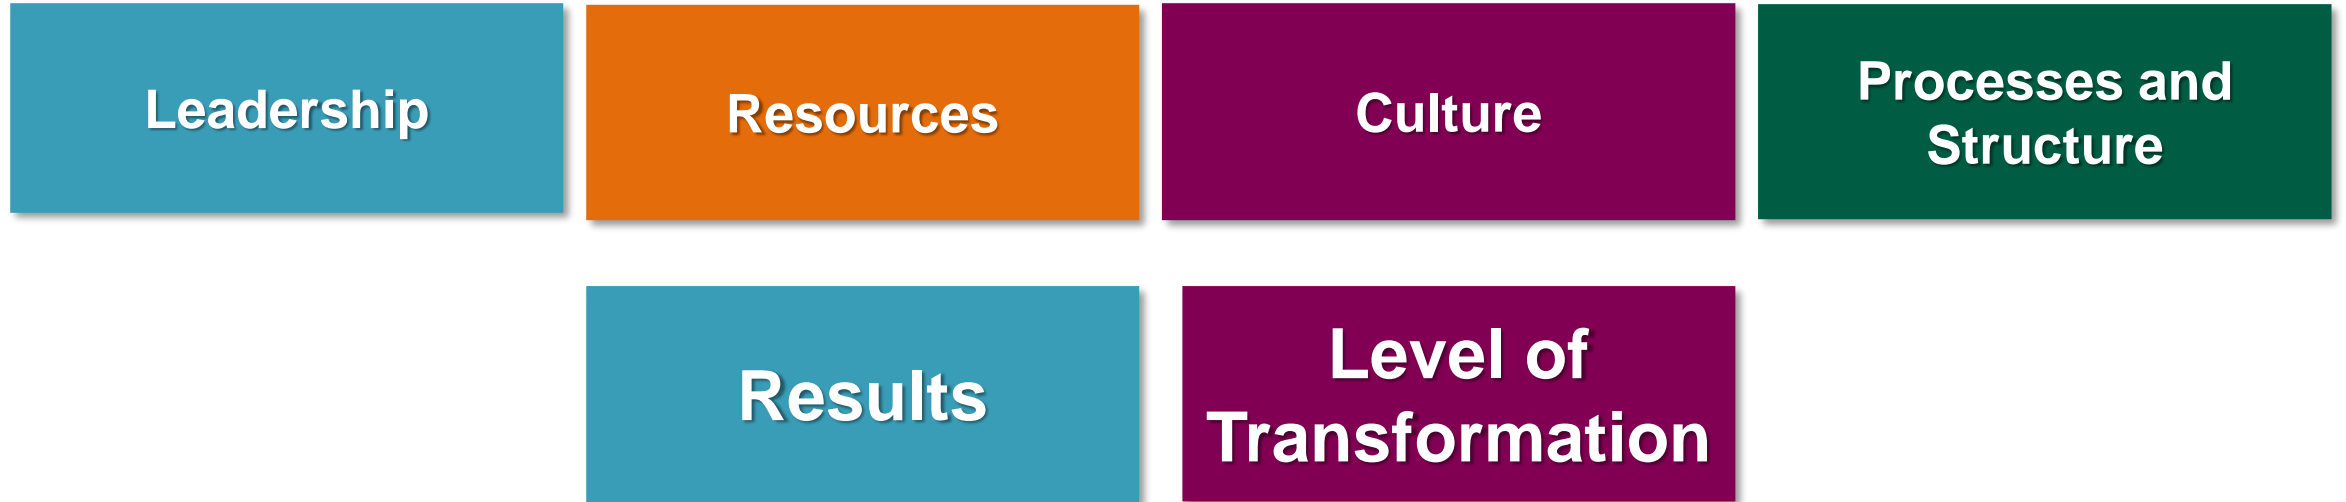 Leadership
Resources
Culture
Processes and
Structure
Results
Level of
Transformation